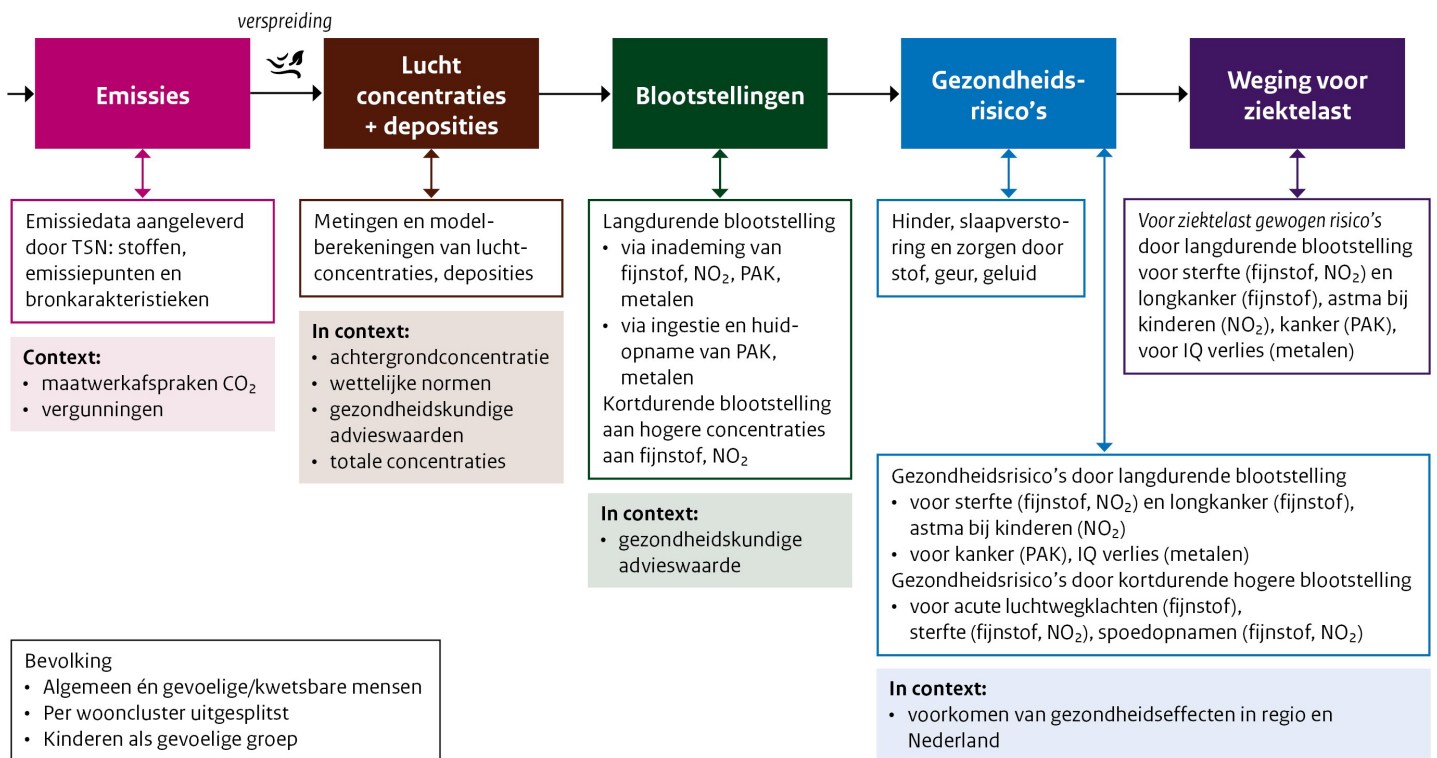 verspreiding
Emissies
Lucht
concentraties
+ deposities
Blootstellingen
Gezondheids-
risico's
Weging voor
ziektelast
Emissiedata aangeleverd
door TSN: stoffen,
emissiepunten en
bronkarakteristieken
Context:
• maatwerkafspraken CO₂
• vergunningen
Metingen en model-
berekeningen van lucht-
concentraties, deposities
In context:
• achtergrondconcentratie
• wettelijke normen
• gezondheidskundige
advieswaarden
• totale concentraties
Langdurende blootstelling
• via inademing van
fijnstof, NO₂, PAK,
metalen
• via ingestie en huid-
opname van PAK,
metalen
Kortdurende blootstelling
aan hogere concentraties
aan fijnstof, NO₂
In context:
• gezondheidskundige
advieswaarde
Hinder, slaapversto-
ring en zorgen door
stof, geur, geluid
Voor ziektelast gewogen risico's
door langdurende blootstelling
voor sterfte (fijnstof, NO₂) en
longkanker (fijnstof), astma bij
kinderen (NO₂), kanker (PAK),
voor IQ verlies (metalen)
Gezondheidsrisico's door langdurende blootstelling
• voor sterfte (fijnstof, NO₂) en longkanker (fijnstof),
astma bij kinderen (NO₂)
• voor kanker (PAK), IQ verlies (metalen)
Gezondheidsrisico's door kortdurende hogere blootstelling
• voor acute luchtwegklachten (fijnstof),
sterfte (fijnstof, NO₂), spoedopnamen (fijnstof, NO₂)
In context:
• voorkomen van gezondheidseffecten in regio en
Nederland
Bevolking
• Algemeen én gevoelige/kwetsbare mensen
• Per wooncluster uitgesplitst
• Kinderen als gevoelige groep